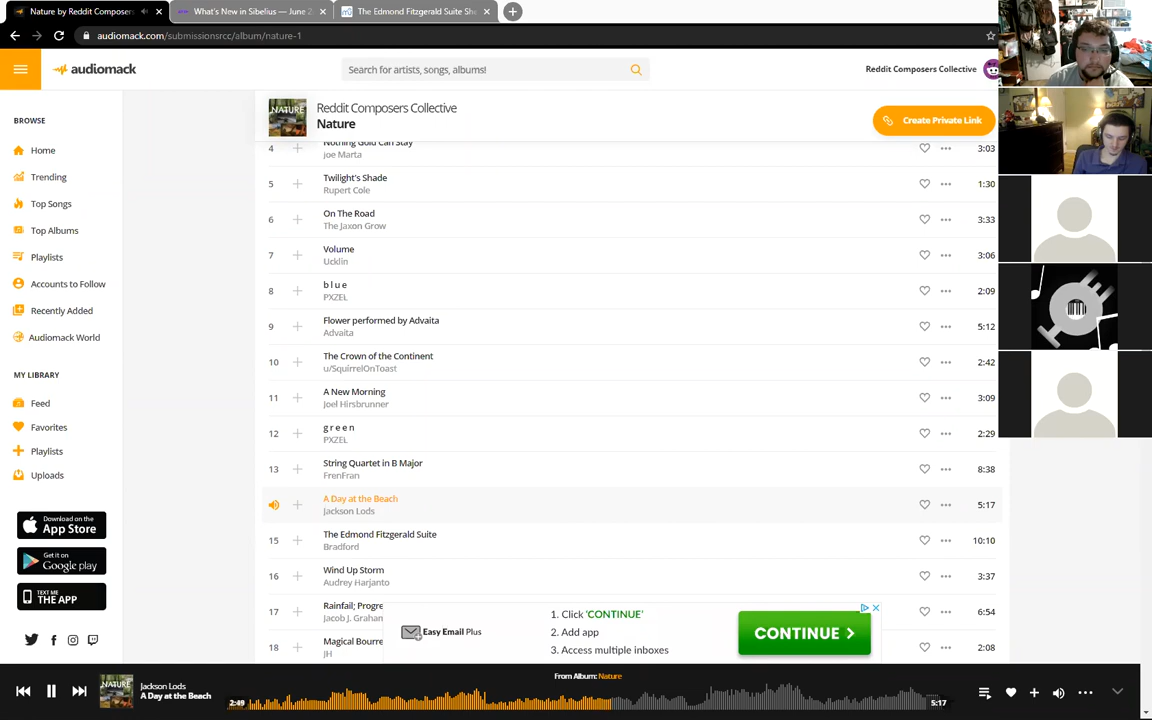 Nature by Reddit Composers
What's New in Sibelius — June 2
The Edmond Fitzgerald Suite Sh
audiomack.com/submissionsrcc/album/nature-1
audiomack
Search for artists, songs, albums!
Reddit Composers Collective
BROWSE
Home
Trending
Top Songs
Top Albums
Playlists
Accounts to Follow
Recently Added
Audiomack World
MY LIBRARY
Feed
Favorites
Playlists
Uploads
Download on the
App Store
Get it on
Google play
TEXT ME
THE APP
NATURE
Reddit Composers Collective
Nature
Create Private Link
4 Nothing Gold Can Stay 3:03
Joe Marta
5 Twilight's Shade 1:30
Rupert Cole
6 On The Road 3:33
The Jaxon Grow
7 Volume 3:06
Ucklin
8 b l u e 2:09
PXZEL
9 Flower performed by Advaita 5:12
Advaita
10 The Crown of the Continent 2:42
u/SquirrelOnToast
11 A New Morning 3:09
Joel Hirsbrunner
12 g r e e n 2:29
PXZEL
13 String Quartet in B Major 8:38
FrenFran
A Day at the Beach 5:17
Jackson Lods
15 The Edmond Fitzgerald Suite 10:10
Bradford
16 Wind Up Storm 3:37
Audrey Harjanto
17 Rainfall; Progre 6:54
Jacob J. Graham
18 Magical Bourre 2:08
JH
Easy Email Plus
1. Click 'CONTINUE'
2. Add app
3. Access multiple inboxes
CONTINUE
NATURE
Jackson Lods
A Day at the Beach
From Album: Nature
2:49
5:17